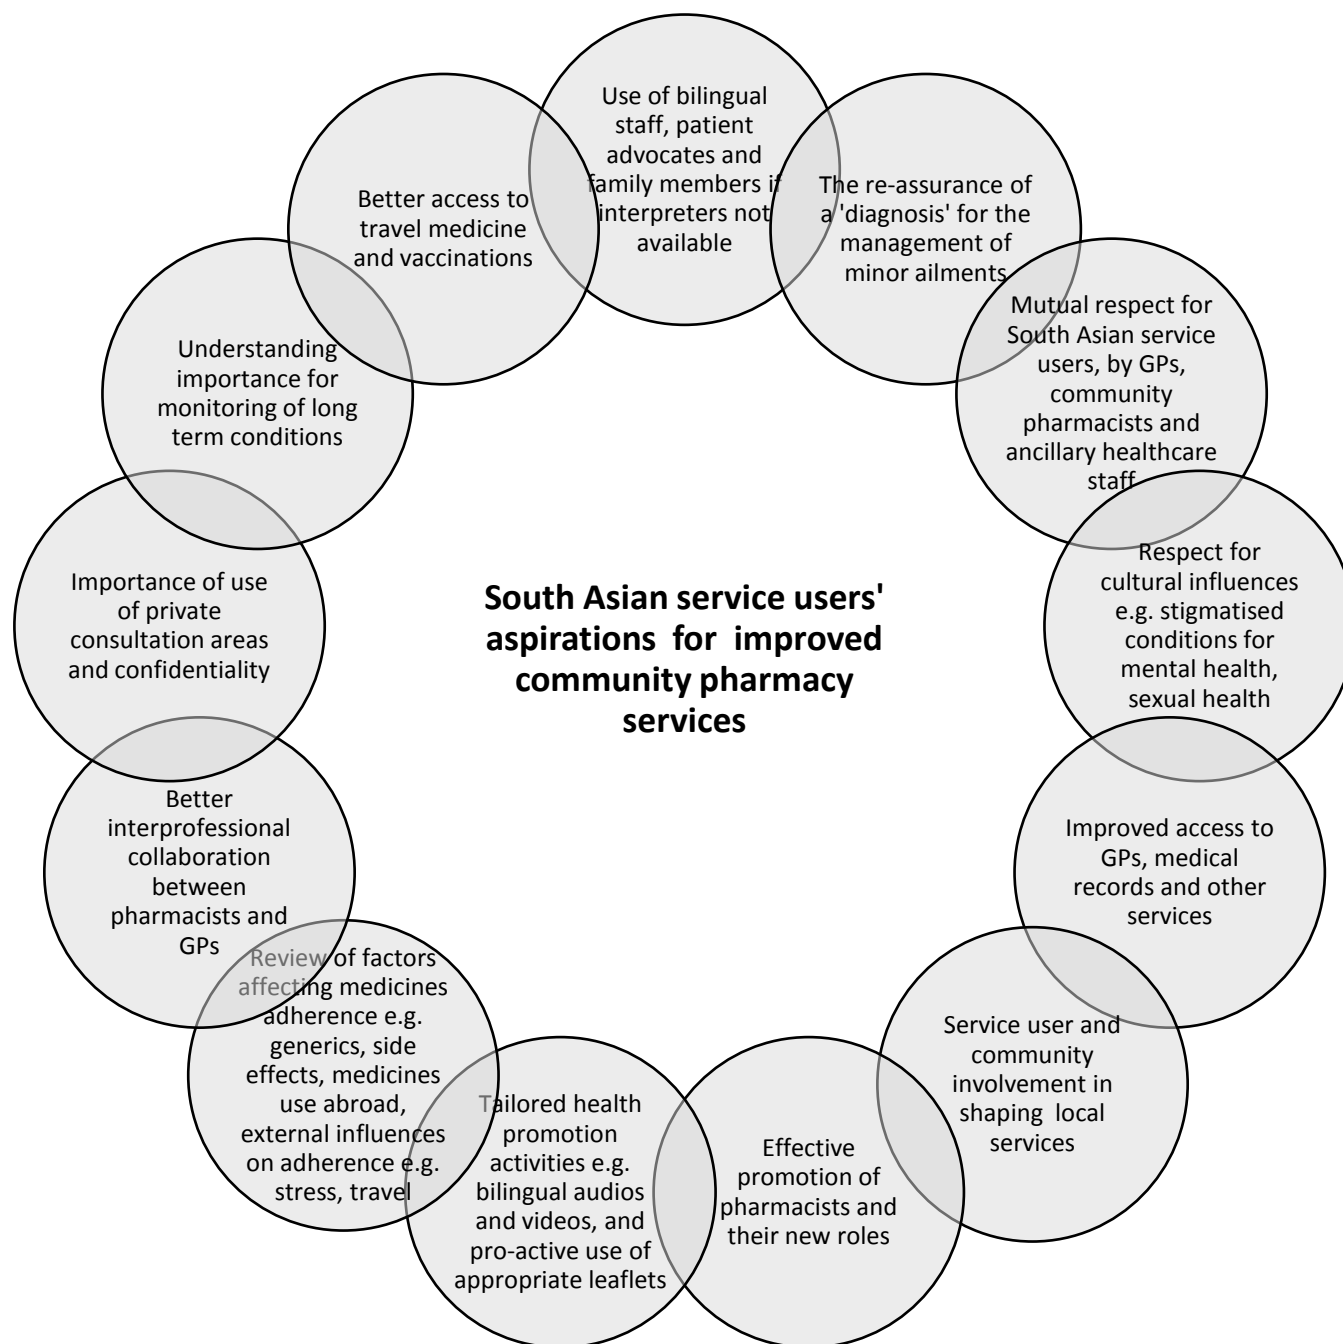 Use of bilingual
staff, patient
advocates and
family members if
interpreters not
available
The re-assurance of
a 'diagnosis' for the
management of
minor ailments
Mutual respect for
South Asian service
users, by GPs,
community
pharmacists and
ancillary healthcare
staff
Respect for
cultural influences
e.g. stigmatised
conditions for
mental health,
sexual health
Improved access to
GPs, medical
records and other
services
Service user and
community
involvement in
shaping local
services
Effective
promotion of
pharmacists and
their new roles
Tailored health
promotion
activities e.g.
bilingual audios
and videos, and
pro-active use of
appropriate leaflets
Review of factors
affecting medicines
adherence e.g.
generics, side
effects, medicines
use abroad,
external influences
on adherence e.g.
stress, travel
Better
interprofessional
collaboration
between
pharmacists and
GPs
Importance of use
of private
consultation areas
and confidentiality
Understanding
importance for
monitoring of long
term conditions
Better access to
travel medicine
and vaccinations
South Asian service users'
aspirations for improved
community pharmacy
services